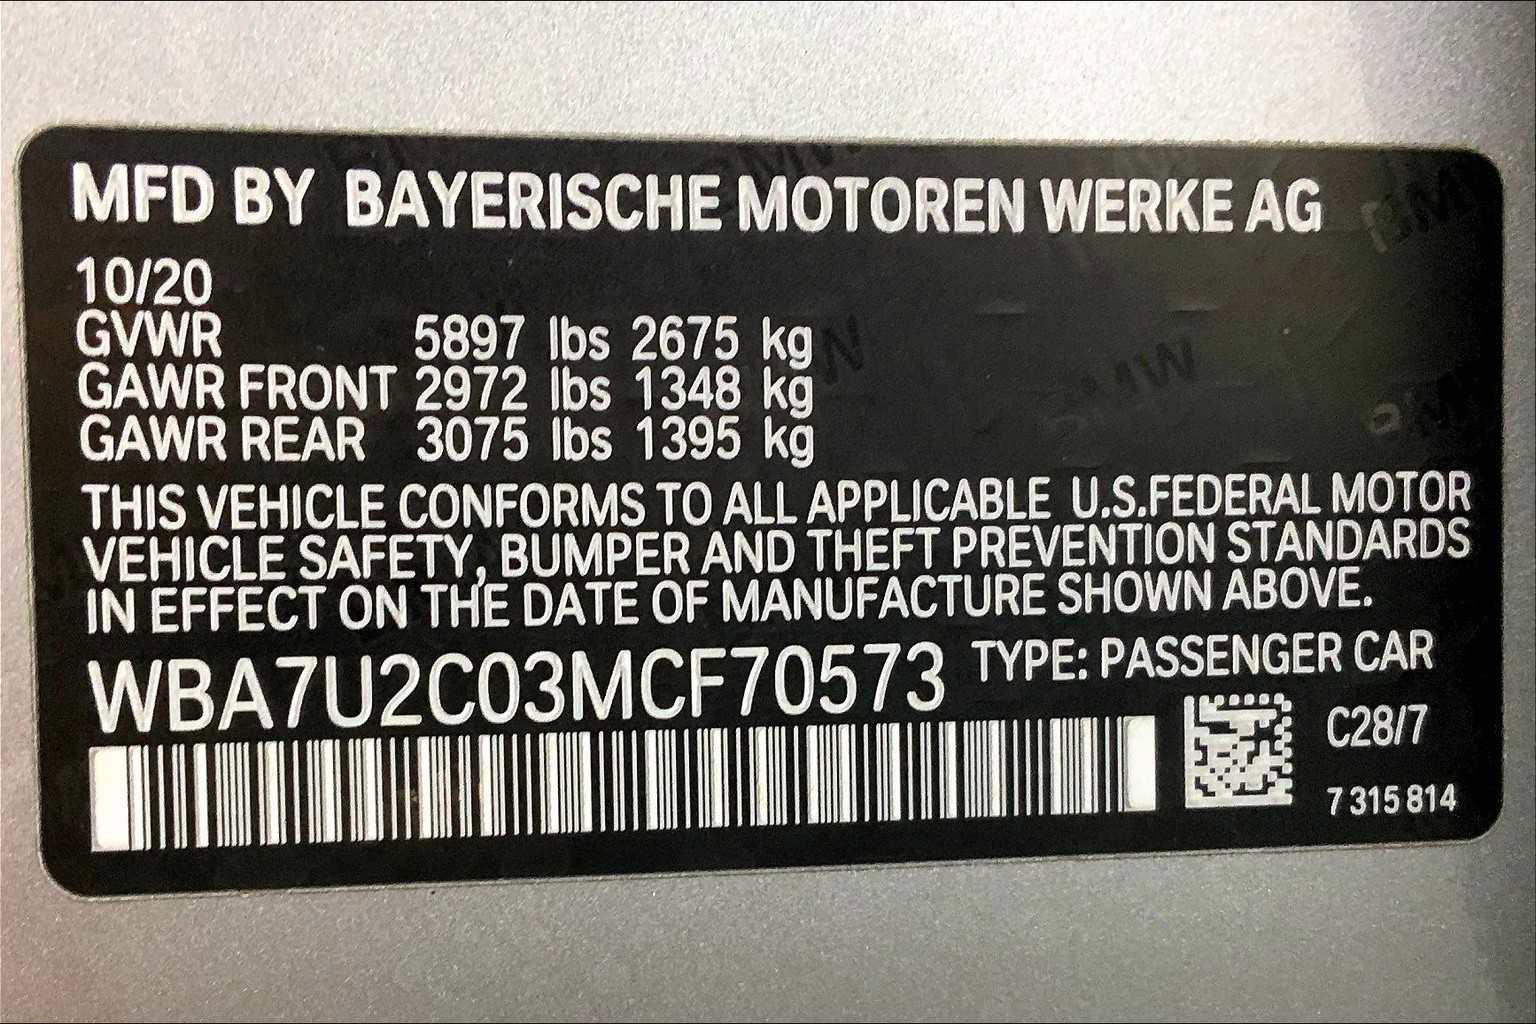 MFD BY BAYERISCHE MOTOREN WERKE AG
10/20
GVWR 5897 lbs 2675 kg
GAWR FRONT 2972 lbs 1348 kg
GAWR REAR 3075 lbs 1395 kg
THIS VEHICLE CONFORMS TO ALL APPLICABLE U.S.FEDERAL MOTOR
VEHICLE SAFETY, BUMPER AND THEFT PREVENTION STANDARDS
IN EFFECT ON THE DATE OF MANUFACTURE SHOWN ABOVE.
WBA7U2C03MCF70573 TYPE: PASSENGER CAR
C28/7
7 315 814